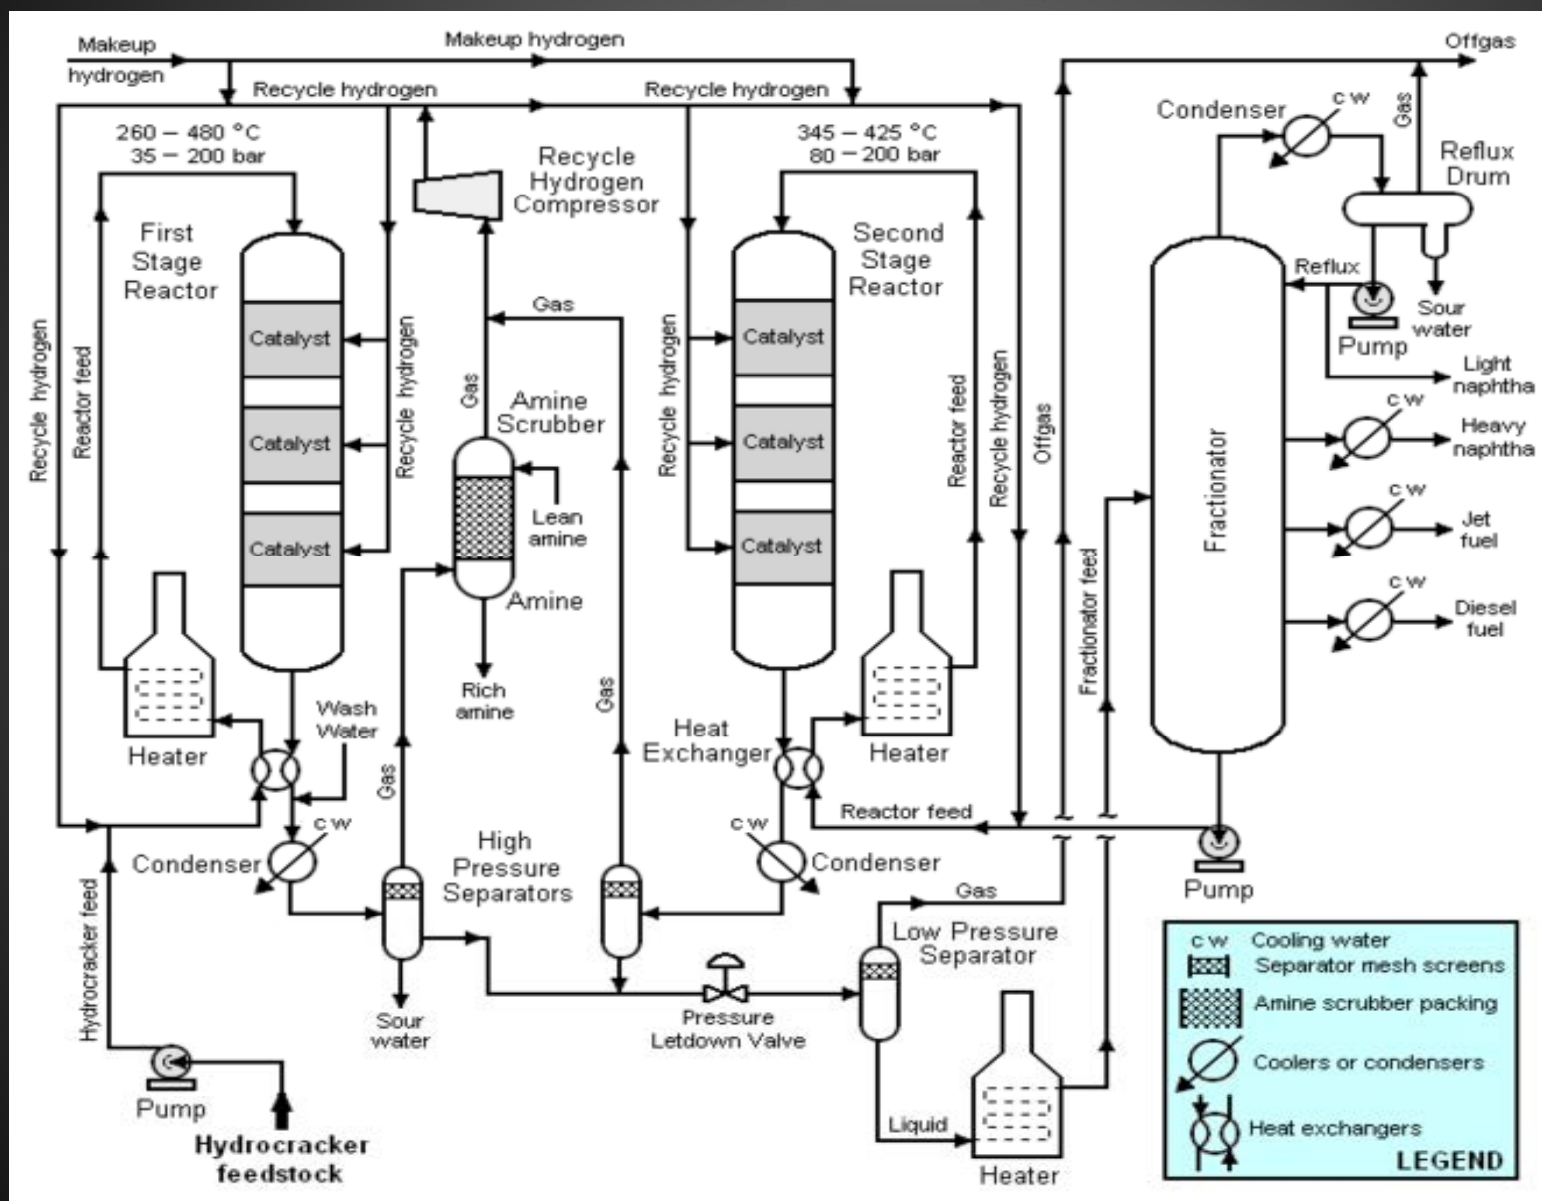 Makeup
hydrogen
Makeup hydrogen
Offgas
Recycle hydrogen
Recycle hydrogen
260 – 480 °C
35 – 200 bar
345 – 425 °C
80 – 200 bar
Condenser
c w
Gas
Reflux
Drum
Recycle
Hydrogen
Compressor
First
Stage
Reactor
Second
Stage
Reactor
Gas
Reflux
Sour
water
Pump
Light
naphtha
Recycle hydrogen
Reactor feed
Catalyst
Catalyst
Catalyst
Recycle hydrogen
Gas
Amine
Scrubber
Lean
amine
Amine
Rich
amine
Recycle hydrogen
Catalyst
Catalyst
Catalyst
Reactor feed
Recycle hydrogen
Offgas
Fractionator feed
Fractionator
c w
Heavy
naphtha
c w
Jet
fuel
c w
Diesel
fuel
Wash
Water
Heater
Gas
Gas
Heat
Exchanger
Heater
Reactor feed
c w
Condenser
High
Pressure
Separators
c w
Condenser
Pump
Gas
Low Pressure
Separator
Hydrocracker feed
Sour
water
Pressure
Letdown Valve
Pump
Hydrocracker
feedstock
Liquid
Heater
c w Cooling water
Separator mesh screens
Amine scrubber packing
Coolers or condensers
Heat exchangers
LEGEND